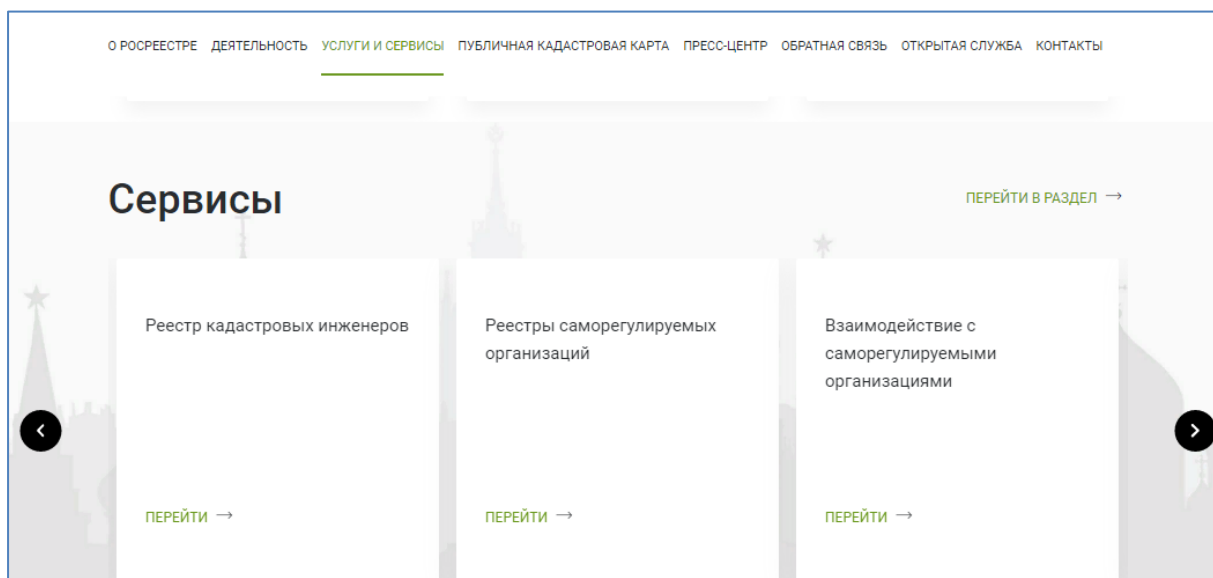 О РОСРЕЕСТРЕ ДЕЯТЕЛЬНОСТЬ УСЛУГИ И СЕРВИСЫ ПУБЛИЧНАЯ КАДАСТРОВАЯ КАРТА ПРЕСС-ЦЕНТР ОБРАТНАЯ СВЯЗЬ ОТКРЫТАЯ СЛУЖБА КОНТАКТЫ
Сервисы
ПЕРЕЙТИ В РАЗДЕЛ →
Реестр кадастровых инженеров
ПЕРЕЙТИ →
Реестры саморегулируемых
организаций
ПЕРЕЙТИ →
Взаимодействие с
саморегулируемыми
организациями
ПЕРЕЙТИ →